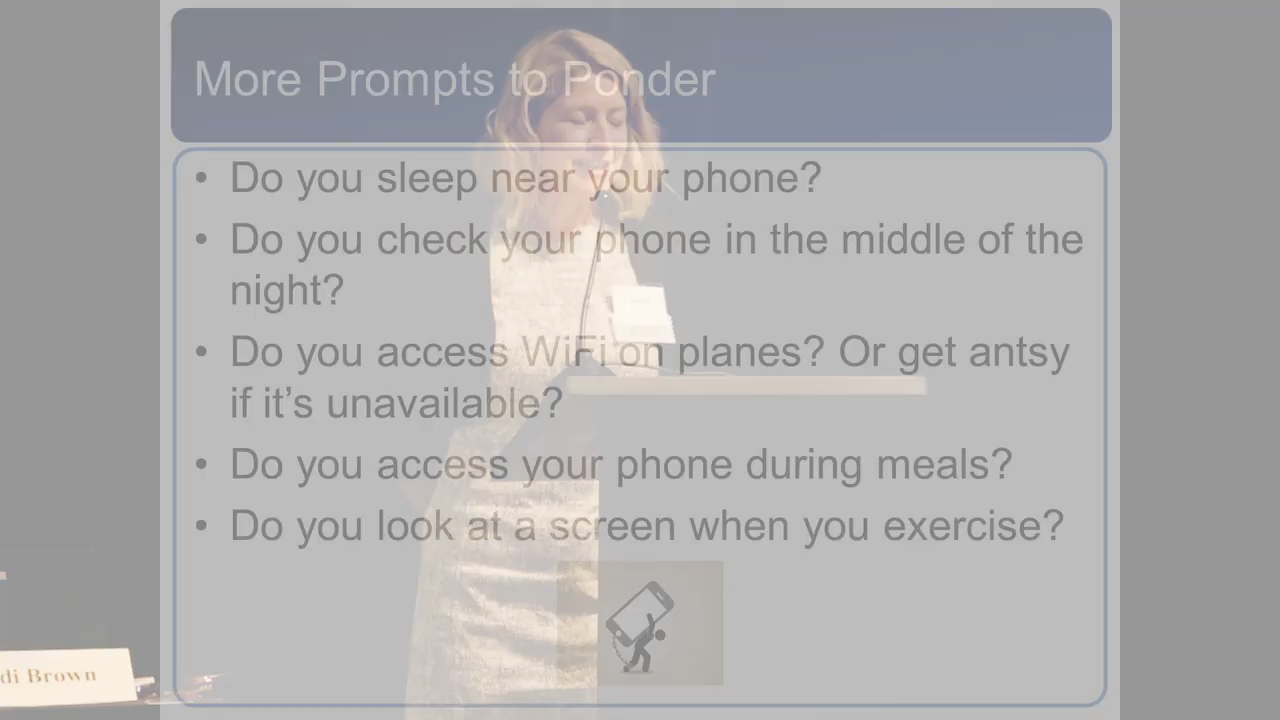 More Prompts to Ponder
• Do you sleep near your phone?
• Do you check your phone in the middle of the
night?
• Do you access WiFi on planes? Or get antsy
if it’s unavailable?
• Do you access your phone during meals?
• Do you look at a screen when you exercise?
di Brown